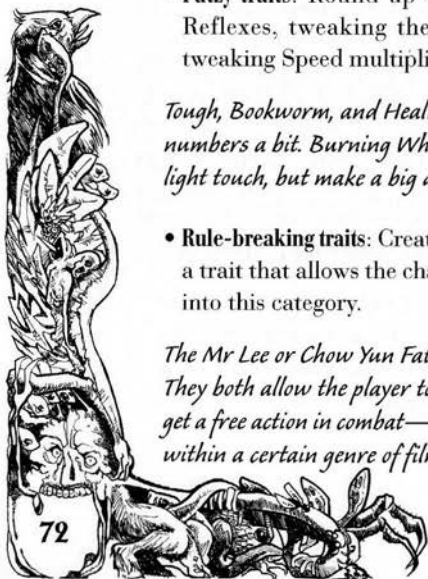 Reflexes, tweaking the
tweaking Speed multipli
Tough, Bookworm, and Heal
numbers a bit. Burning Wh
light touch, but make a big a
• Rule-breaking traits: Creat
a trait that allows the cha
into this category.
The Mr Lee or Chow Yun Fat
They both allow the player to
get a free action in combat—
within a certain genre of film
72